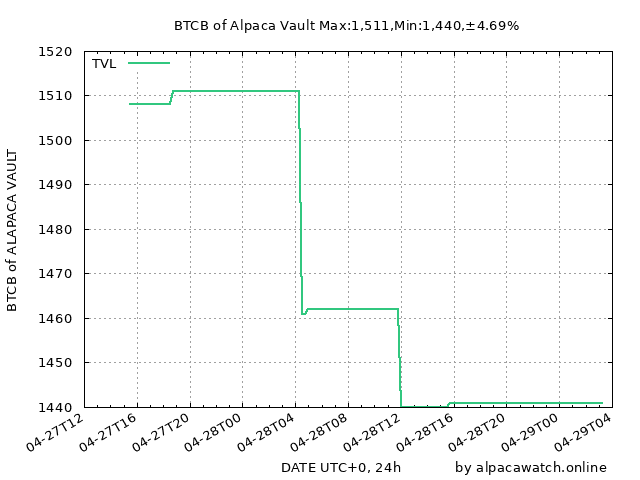 BTCB of Alpaca Vault Max:1,511,Min:1,440,±4.69%
TVL
BTCB of ALAPACA VAULT
1520
1510
1500
1490
1480
1470
1460
1450
1440
04-27T12
04-27T16
04-27T20
04-28T00
04-28T04
04-28T08
04-28T12
04-28T16
04-28T20
04-29T00
04-29T04
DATE UTC+0, 24h
by alpacawatch.online